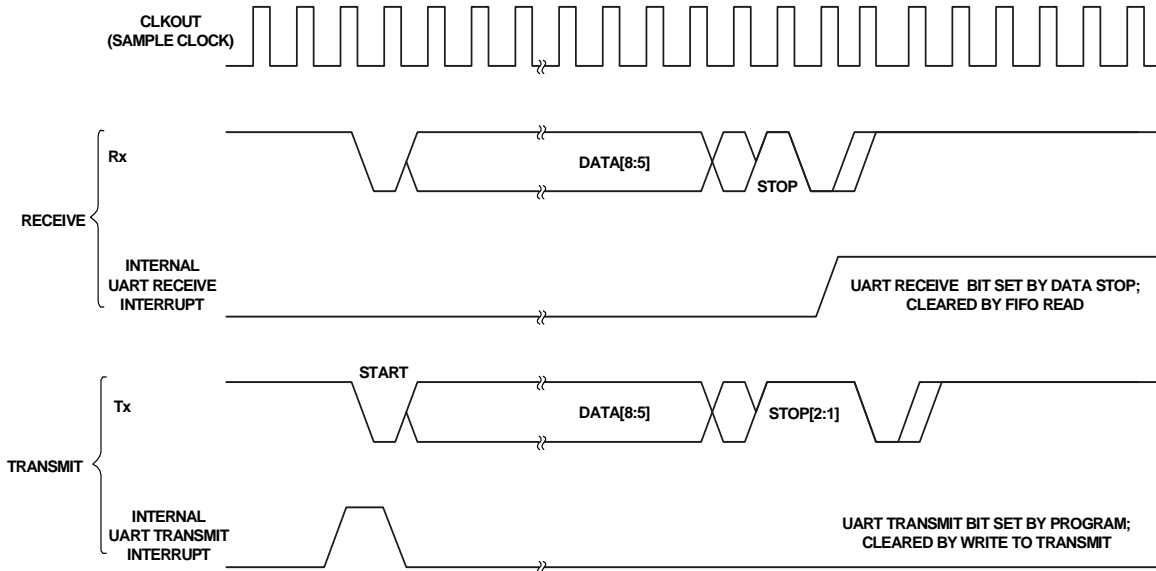 CLKOUT
(SAMPLE CLOCK)
Rx
DATA[8:5]
STOP
RECEIVE
INTERNAL
UART RECEIVE
INTERRUPT
UART RECEIVE BIT SET BY DATA STOP;
CLEARED BY FIFO READ
START
Tx
DATA[8:5]
STOP[2:1]
TRANSMIT
INTERNAL
UART TRANSMIT
INTERRUPT
UART TRANSMIT BIT SET BY PROGRAM;
CLEARED BY WRITE TO TRANSMIT